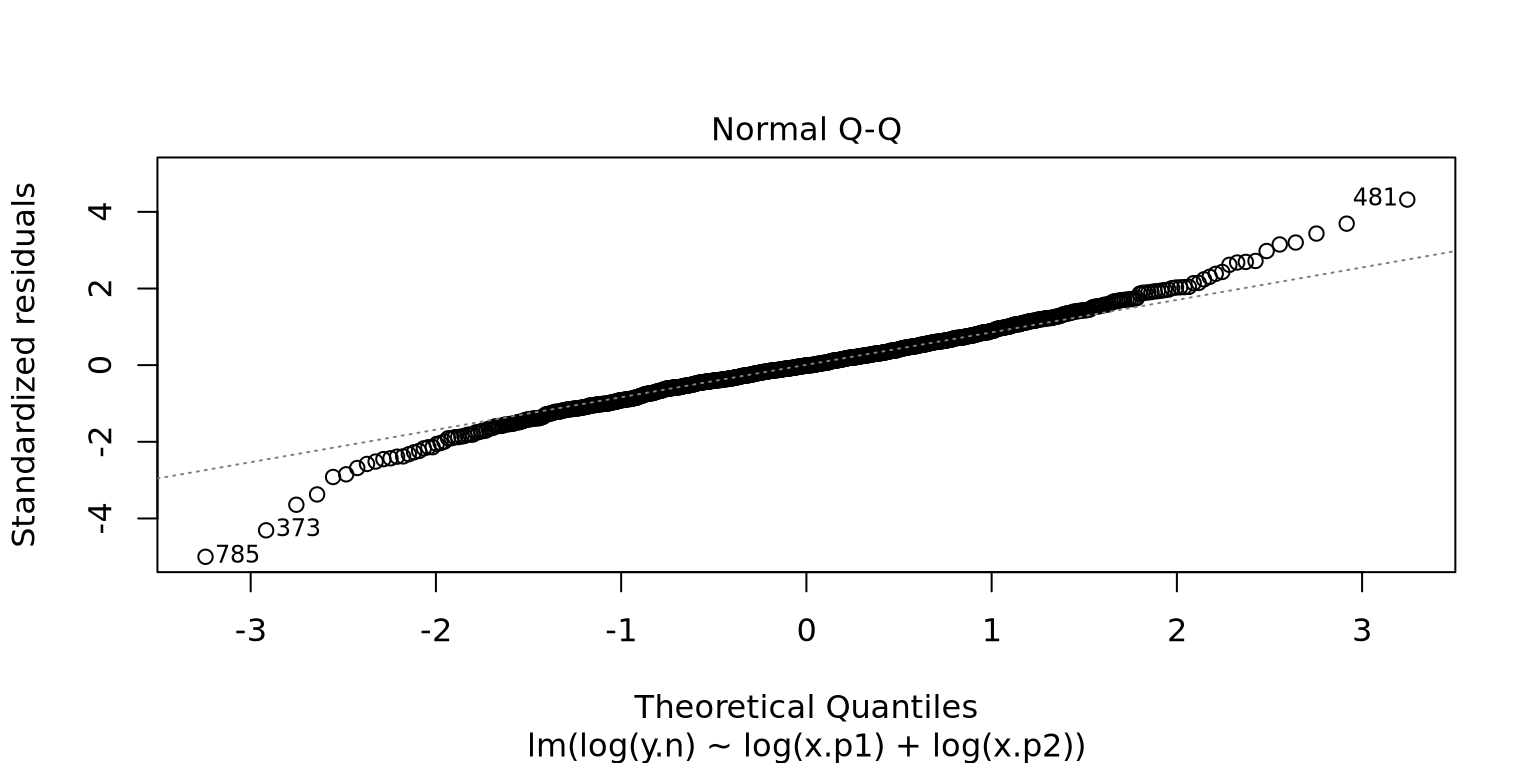 Normal Q-Q
Standardized residuals
4
2
0
-2
-4
481
373
785
-3 -2 -1 0 1 2 3
Theoretical Quantiles
lm(log(y.n) ~ log(x.p1) + log(x.p2))